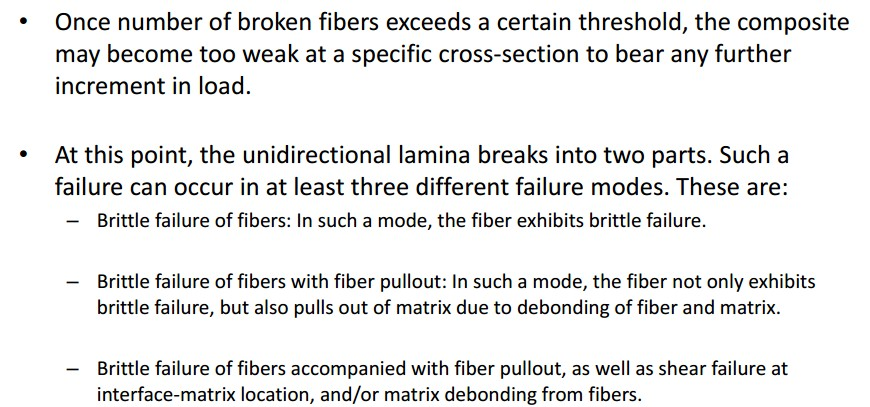 • Once number of broken fibers exceeds a certain threshold, the composite
may become too weak at a specific cross-section to bear any further
increment in load.
• At this point, the unidirectional lamina breaks into two parts. Such a
failure can occur in at least three different failure modes. These are:
– Brittle failure of fibers: In such a mode, the fiber exhibits brittle failure.
– Brittle failure of fibers with fiber pullout: In such a mode, the fiber not only exhibits
brittle failure, but also pulls out of matrix due to debonding of fiber and matrix.
– Brittle failure of fibers accompanied with fiber pullout, as well as shear failure at
interface-matrix location, and/or matrix debonding from fibers.